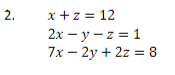 2. x + z = 12
2x − y − z = 1
7x − 2y + 2z = 8